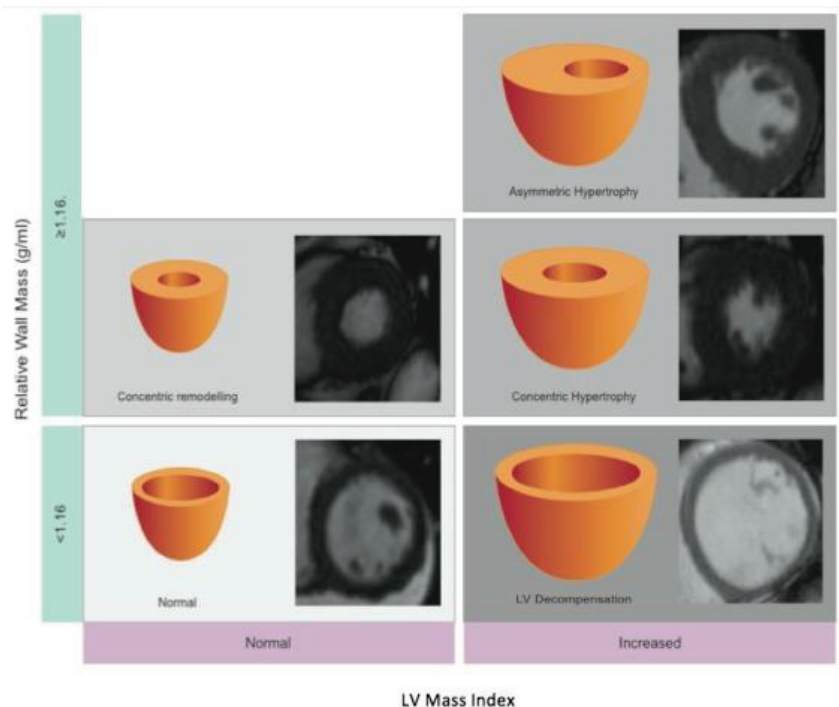 Relative Wall Mass (g/ml)
≥1.16.
<1.16
Asymmetric Hypertrophy
Concentric remodelling
Concentric Hypertrophy
Normal
LV Decompensation
Normal
Increased
LV Mass Index